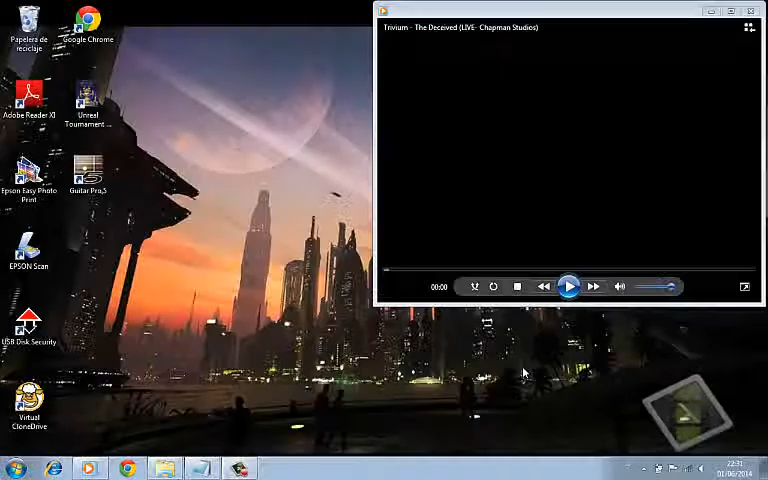 Papelera de
reciclaje
Google Chrome
Adobe Reader XI
Unreal
Tournament ...
Epson Easy Photo
Print
Guitar Pro 5
EPSON Scan
USB Disk Security
Virtual
CloneDrive
Trivium - The Deceived (LIVE- Chapman Studios)
00:00
22:31
01/06/2014